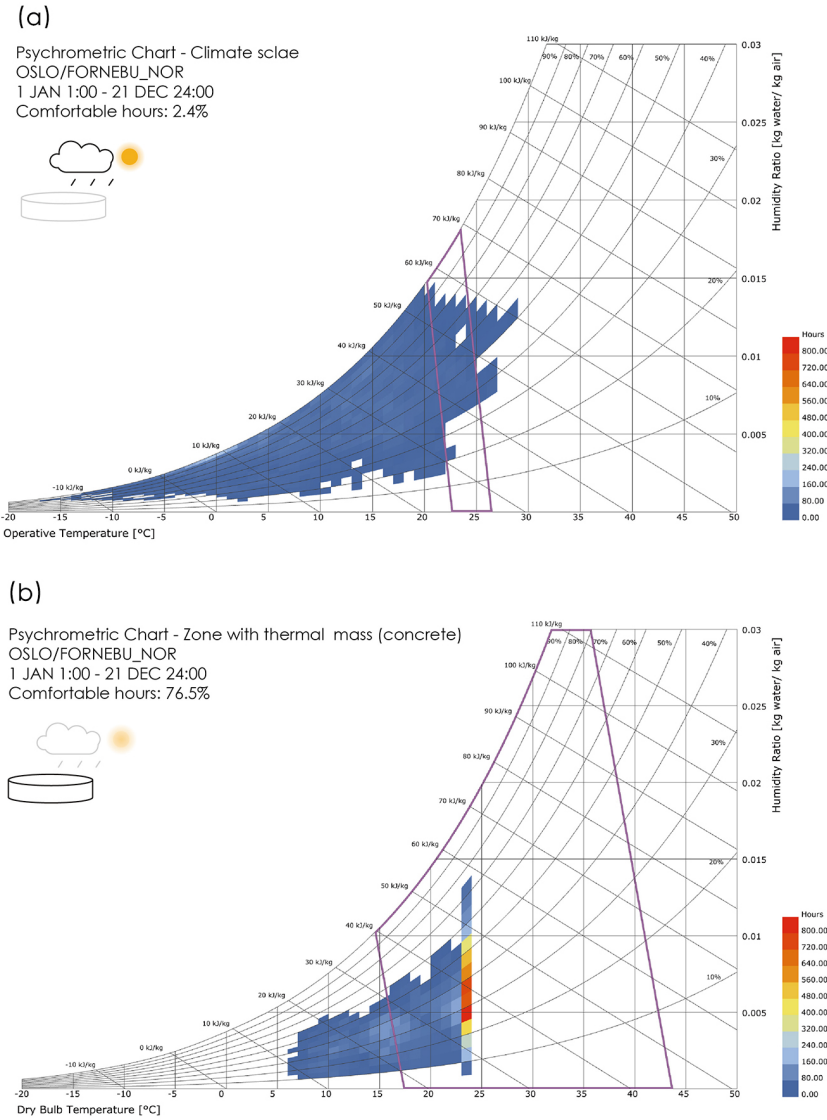 (a)
Psychrometric Chart - Climate sclae
OSLO/FORNEBU_NOR
1 JAN 1:00 - 21 DEC 24:00
Comfortable hours: 2.4%
110 kJ/kg
90% 80% 70% 60% 50% 40%
0.03
100 kJ/kg
0.025
90 kJ/kg
30%
80 kJ/kg
0.02
70 kJ/kg
60 kJ/kg
20%
0.015
50 kJ/kg
40 kJ/kg
0.01
30 kJ/kg
10%
20 kJ/kg
0.005
10 kJ/kg
0 kJ/kg
-10 kJ/kg
-20 -15 -10 -5 0 5 10 15 20 25 30 35 40 45 50
Operative Temperature [°C]
Humidity Ratio [kg water/ kg air]
Hours
800.00
720.00
640.00
560.00
480.00
400.00
320.00
240.00
160.00
80.00
0.00
(b)
Psychrometric Chart - Zone with thermal mass (concrete)
OSLO/FORNEBU_NOR
1 JAN 1:00 - 21 DEC 24:00
Comfortable hours: 76.5%
110 kJ/kg
90% 80% 70% 60% 50% 40%
0.03
100 kJ/kg
0.025
90 kJ/kg
30%
80 kJ/kg
0.02
70 kJ/kg
60 kJ/kg
20%
0.015
50 kJ/kg
40 kJ/kg
0.01
30 kJ/kg
10%
20 kJ/kg
0.005
10 kJ/kg
0 kJ/kg
-10 kJ/kg
-20 -15 -10 -5 0 5 10 15 20 25 30 35 40 45 50
Dry Bulb Temperature [°C]
Humidity Ratio [kg water/ kg air]
Hours
800.00
720.00
640.00
560.00
480.00
400.00
320.00
240.00
160.00
80.00
0.00